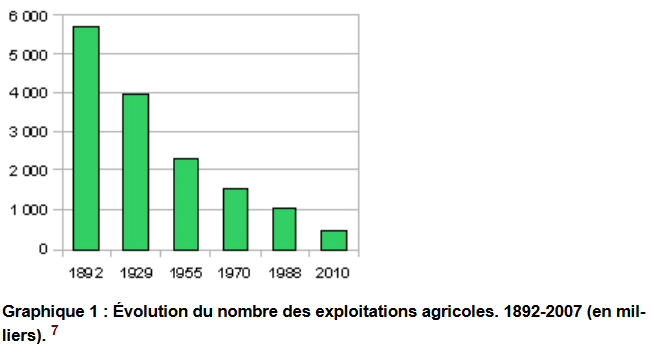 6 000
5 000
4 000
3 000
2 000
1 000
0
1892 1929 1955 1970 1988 2010
Graphique 1 : Évolution du nombre des exploitations agricoles. 1892-2007 (en mil-
liers). 7